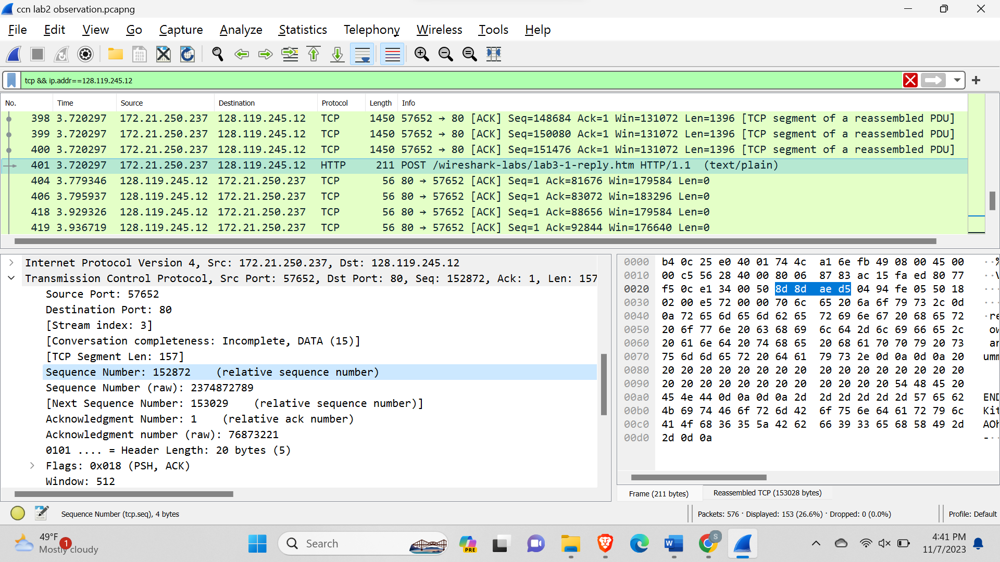 ccn lab2 observation.pcapng
File Edit View Go Capture Analyze Statistics Telephony Wireless Tools Help
tcp && ip.addr==128.119.245.12
No. Time Source Destination Protocol Length Info
398 3.720297 172.21.250.237 128.119.245.12 TCP 1450 57652 → 80 [ACK] Seq=148684 Ack=1 Win=131072 Len=1396 [TCP segment of a reassembled PDU]
399 3.720297 172.21.250.237 128.119.245.12 TCP 1450 57652 → 80 [ACK] Seq=150080 Ack=1 Win=131072 Len=1396 [TCP segment of a reassembled PDU]
400 3.720297 172.21.250.237 128.119.245.12 TCP 1450 57652 → 80 [ACK] Seq=151476 Ack=1 Win=131072 Len=1396 [TCP segment of a reassembled PDU]
401 3.720297 172.21.250.237 128.119.245.12 HTTP 211 POST /wireshark-labs/lab3-1-reply.htm HTTP/1.1 (text/plain)
404 3.779346 128.119.245.12 172.21.250.237 TCP 56 80 → 57652 [ACK] Seq=1 Ack=81676 Win=179584 Len=0
406 3.795937 128.119.245.12 172.21.250.237 TCP 56 80 → 57652 [ACK] Seq=1 Ack=83072 Win=183296 Len=0
418 3.929326 128.119.245.12 172.21.250.237 TCP 56 80 → 57652 [ACK] Seq=1 Ack=88656 Win=179584 Len=0
419 3.936719 128.119.245.12 172.21.250.237 TCP 56 80 → 57652 [ACK] Seq=1 Ack=92844 Win=176640 Len=0
Internet Protocol Version 4, Src: 172.21.250.237, Dst: 128.119.245.12
Transmission Control Protocol, Src Port: 57652, Dst Port: 80, Seq: 152872, Ack: 1, Len: 157
Source Port: 57652
Destination Port: 80
[Stream index: 3]
[Conversation completeness: Incomplete, DATA (15)]
[TCP Segment Len: 157]
Sequence Number: 152872 (relative sequence number)
Sequence Number (raw): 2374872789
[Next Sequence Number: 153029 (relative sequence number)]
Acknowledgment Number: 1 (relative ack number)
Acknowledgment number (raw): 76873221
0101 .... = Header Length: 20 bytes (5)
Flags: 0x018 (PSH, ACK)
Window: 512
0000 b4 0c 25 e0 40 01 74 4c a1 6e fb 49 08 00 45 00 ··%
0010 00 c5 56 28 40 00 80 06 87 83 ac 15 fa ed 80 77 ··V
0020 f5 0c e1 34 00 50 8d 8d ae d5 04 94 fe 05 50 18 ···
0030 02 00 e5 72 00 00 70 6c 65 20 6a 6f 79 73 2c 0d ···
0040 0a 72 65 6d 65 6d 62 65 72 69 6e 67 20 68 65 72 ·re
0050 20 6f 77 6e 20 63 68 69 6c 64 2d 6c 69 66 65 2c ow
0060 20 61 6e 64 20 74 68 65 20 68 61 70 70 79 20 73 an
0070 75 6d 6d 65 72 20 64 61 79 73 2e 0d 0a 0d 0a 20 umm
0080 20 20 20 20 20 20 20 20 20 20 20 20 20 20 20 20
0090 20 20 20 20 20 20 20 20 20 20 20 20 54 48 45 20
00a0 45 4e 44 0d 0a 0d 0a 2d 2d 2d 2d 2d 2d 57 65 62 END
00b0 4b 69 74 46 6f 72 6d 42 6f 75 6e 64 61 72 79 6c Kit
00c0 41 4f 68 36 35 5a 42 62 66 39 33 65 68 58 49 2d AOh
00d0 2d 0d 0a -··
Frame (211 bytes) Reassembled TCP (153028 bytes)
Sequence Number (tcp.seq), 4 bytes
Packets: 576 · Displayed: 153 (26.6%) · Dropped: 0 (0.0%)
Profile: Default
49°F
1
Mostly cloudy
Search
PRE
S
4:41 PM
11/7/2023